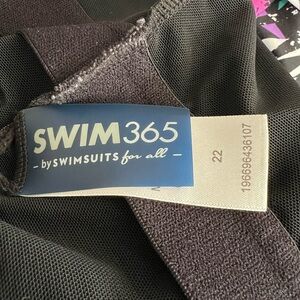 SWIM365
- by SWIMSUITS for all -
22
196696436107